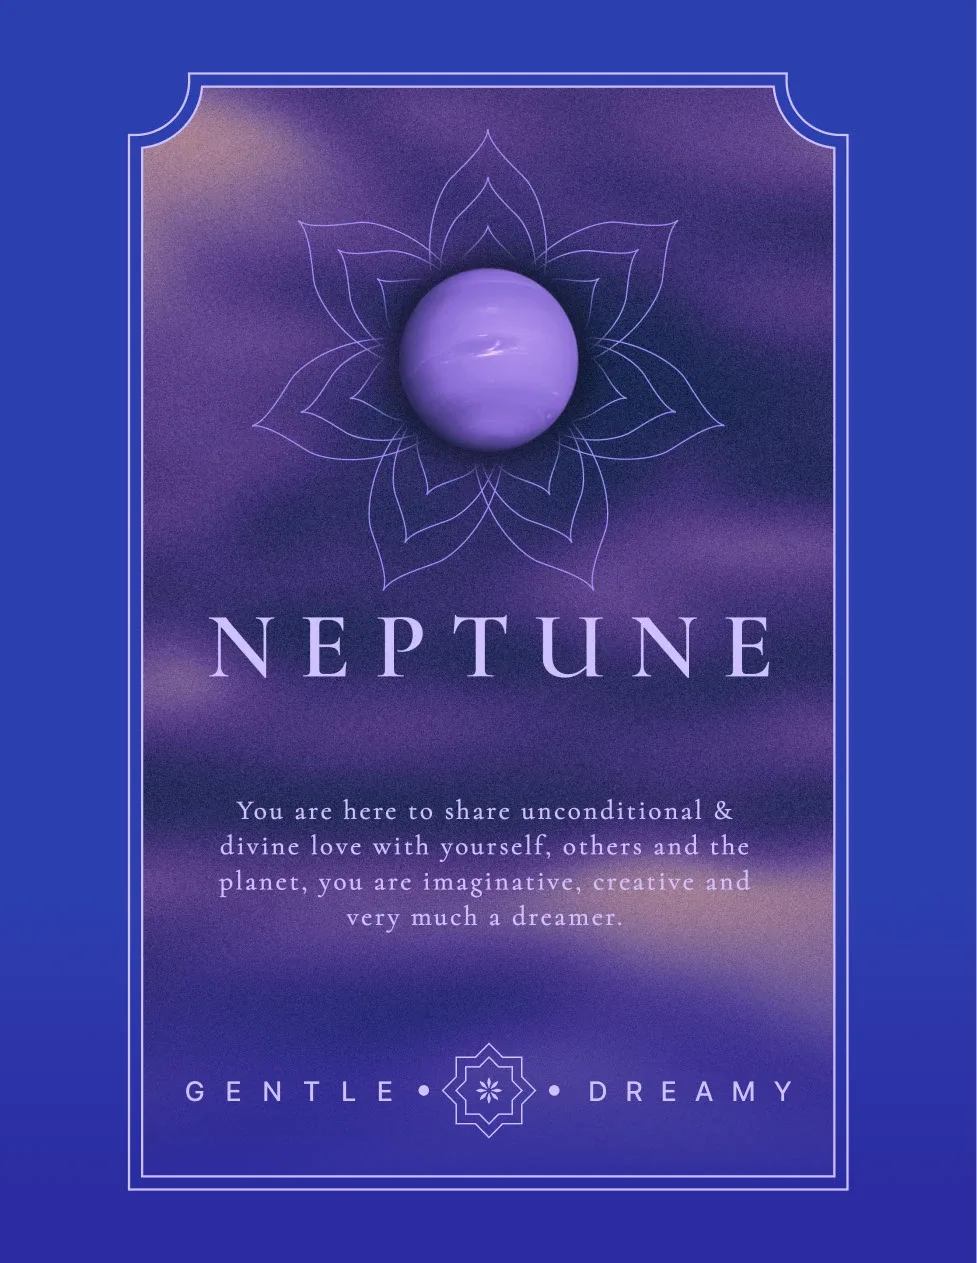 NEPTUNE
You are here to share unconditional &
divine love with yourself, others and the
planet, you are imaginative, creative and
very much a dreamer.
GENTLE • DREAMY